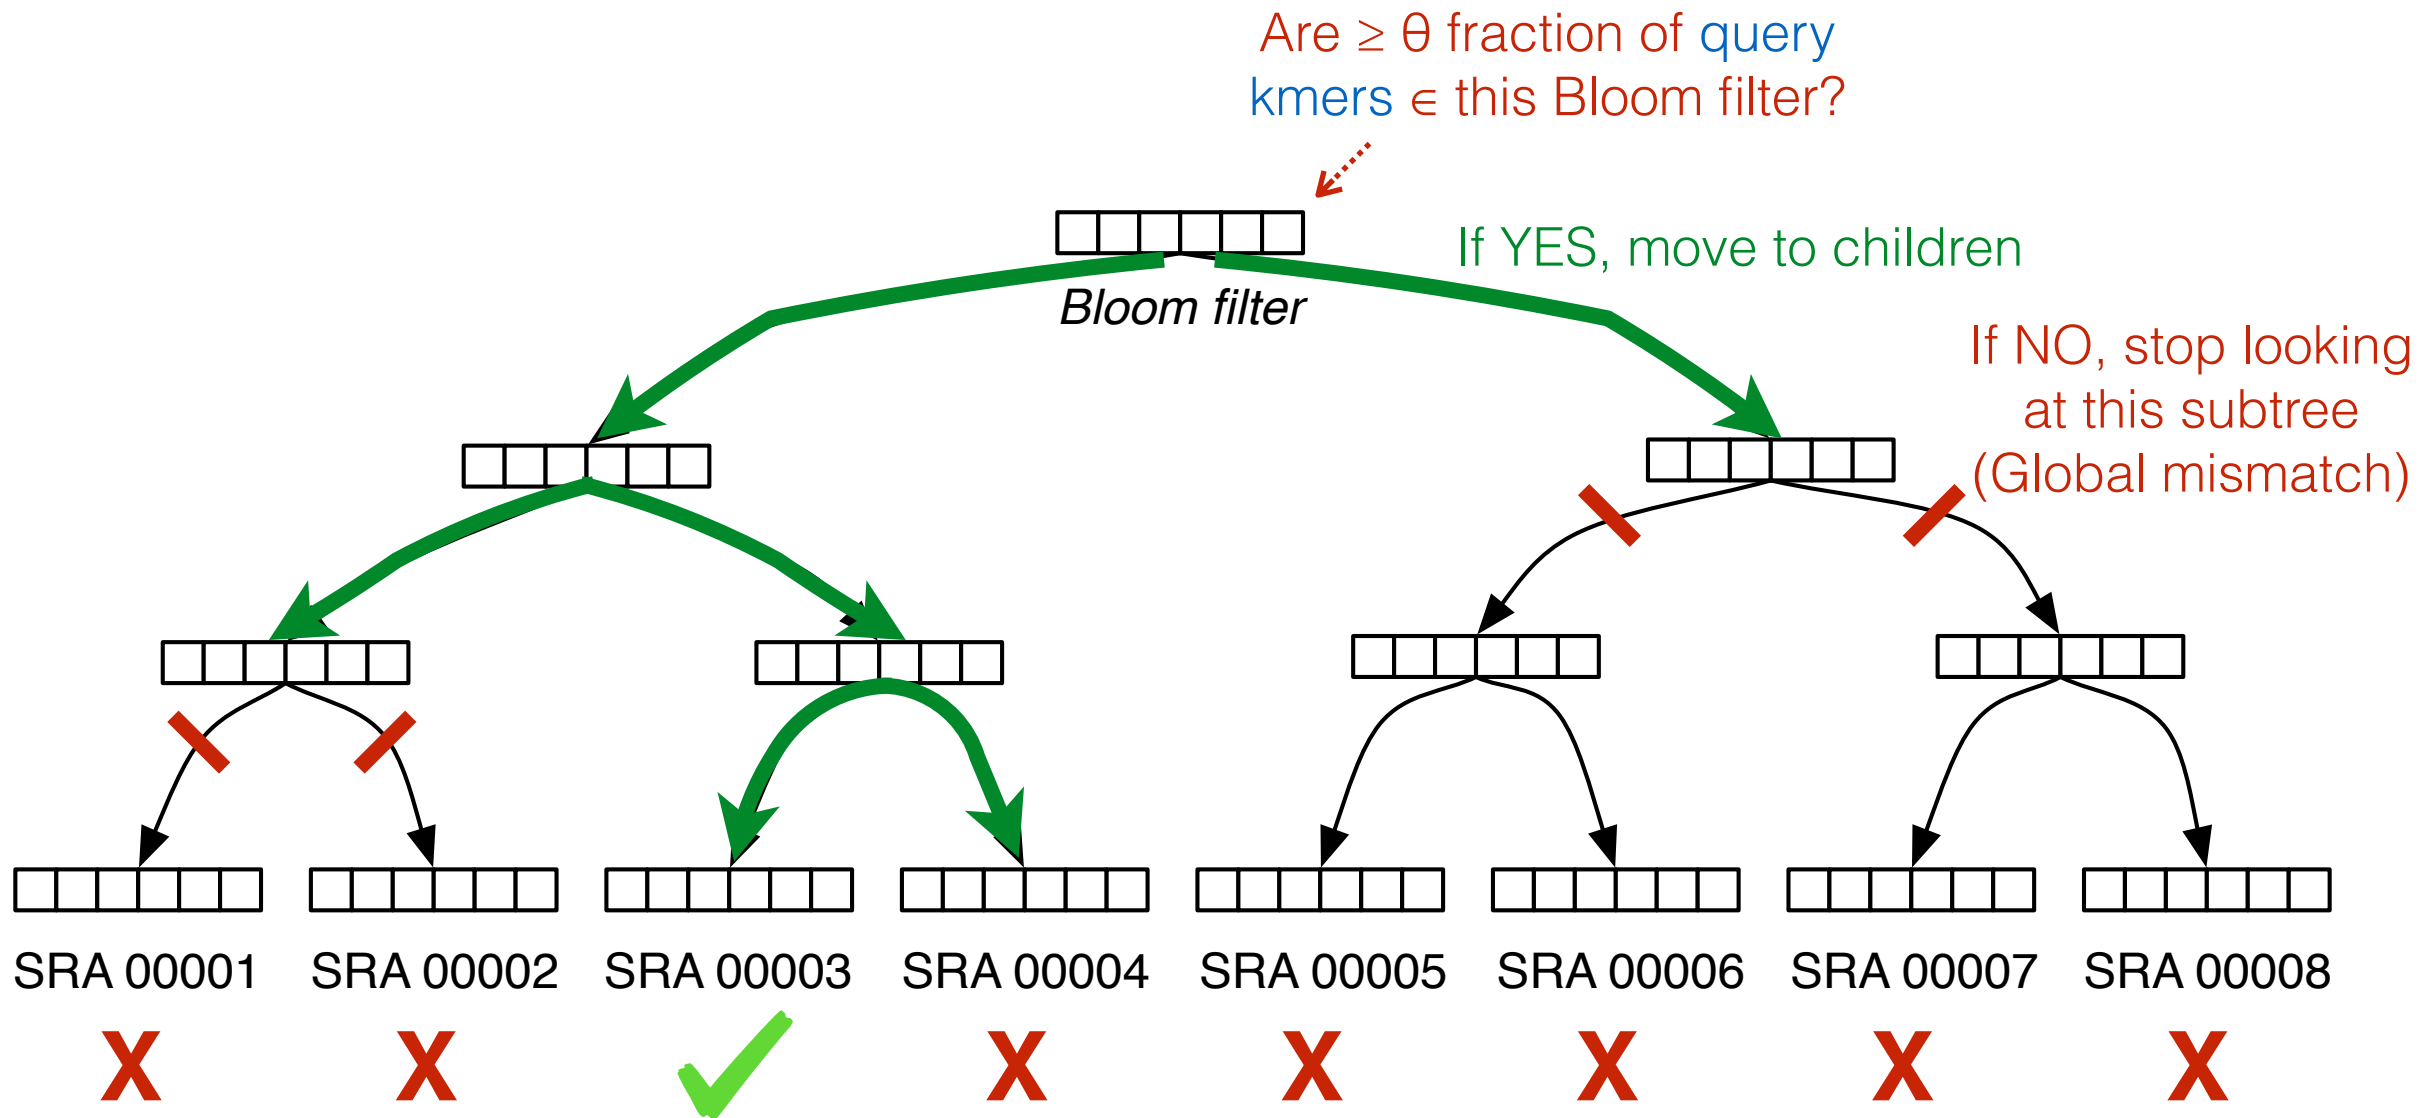 Are ≥ θ fraction of query
kmers ∈ this Bloom filter?
If YES, move to children
Bloom filter
If NO, stop looking
at this subtree
(Global mismatch)
SRA 00001 SRA 00002 SRA 00003 SRA 00004 SRA 00005 SRA 00006 SRA 00007 SRA 00008
X X ✓ X X X X X